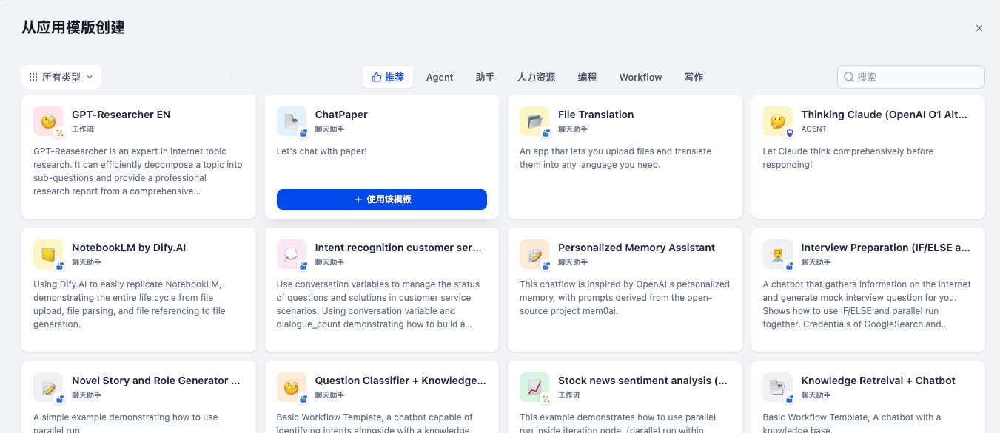 从应用模版创建
所有类型
推荐
Agent
助手
人力资源
编程
Workflow
写作
搜索
GPT-Researcher EN
工作流
GPT-Reasearcher is an expert in internet topic
research. It can efficiently decompose a topic into
sub-questions and provide a professional
research report from a comprehensive...
ChatPaper
聊天助手
Let's chat with paper!
使用该模板
File Translation
聊天助手
An app that lets you upload files and translate
them into any language you need.
Thinking Claude (OpenAI O1 Alt...
AGENT
Let Claude think comprehensively before
responding!
NotebookLM by Dify.AI
聊天助手
Using Dify.AI to easily replicate NotebookLM,
demonstrating the entire life cycle from file
upload, file parsing, and file referencing to file
generation.
Intent recognition customer ser...
聊天助手
Use conversation variables to manage the status
of questions and solutions in customer service
scenarios. Using conversation variable and
dialogue_count demonstrating how to build a...
Personalized Memory Assistant
聊天助手
This chatflow is inspired by OpenAI's personalized
memory, with prompts derived from the open-
source project mem0ai.
Interview Preparation (IF/ELSE a...
聊天助手
A chatbot that gathers information on the internet
and generate mock interview question for you.
Shows how to use IF/ELSE and parallel run
together. Credentials of GoogleSearch and...
Novel Story and Role Generator ...
聊天助手
A simple example demonstrating how to use
parallel run.
Question Classifier + Knowledge...
聊天助手
Basic Workflow Template, a chatbot capable of
identifying intents alongside with a knowledge
Stock news sentiment analysis (...
工作流
This example demonstrates how to use parallel
run inside iteration node. (parallel run within
Knowledge Retreival + Chatbot
聊天助手
Basic Workflow Template, A chatbot with a
knowledge base.